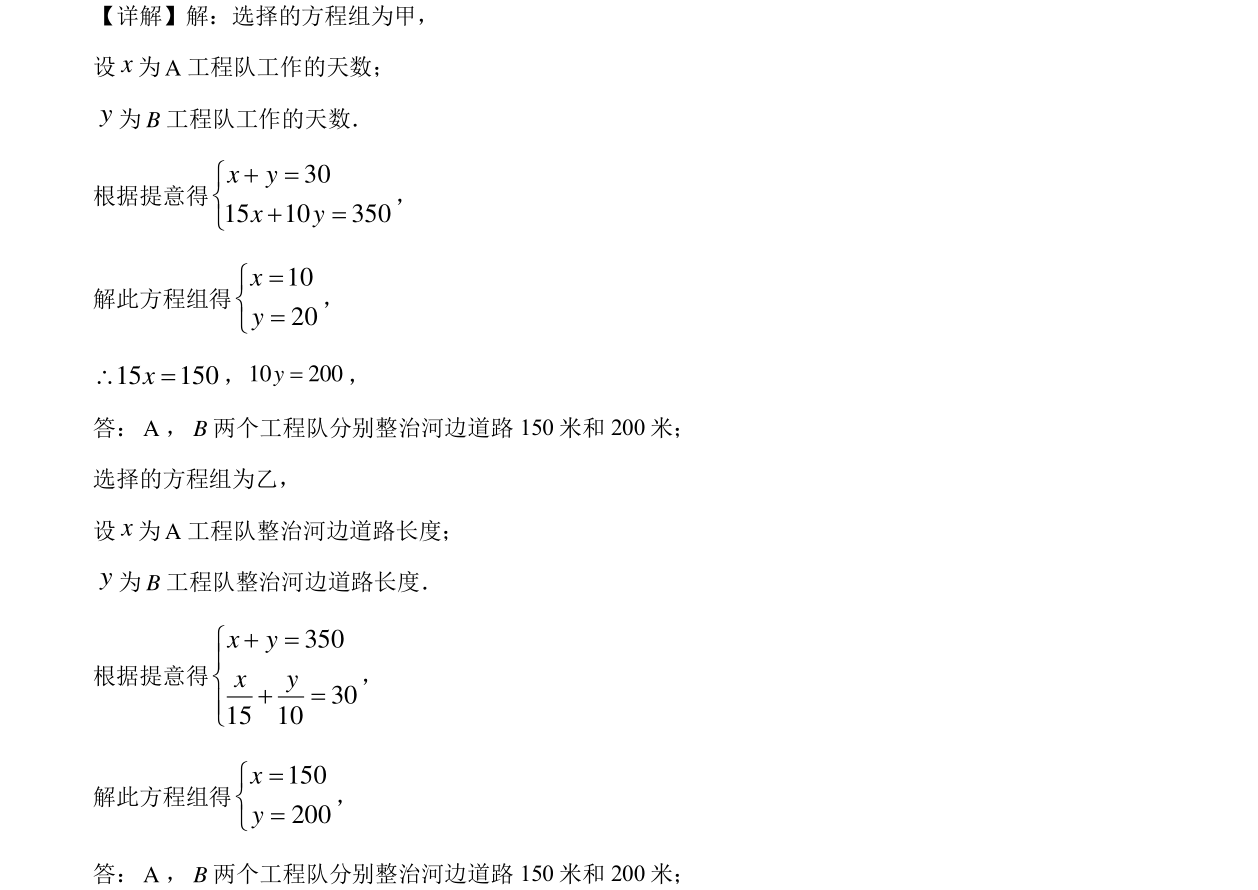 【详解】解：选择的方程组为甲，
设 x 为 A 工程队工作的天数；
y 为 B 工程队工作的天数．
根据提意得 { x + y = 30
15x + 10y = 350 ，
解此方程组得 { x = 10
y = 20 ，
∴15x = 150 ，10y = 200 ，
答： A ， B 两个工程队分别整治河边道路 150 米和 200 米；
选择的方程组为乙，
设 x 为 A 工程队整治河边道路长度；
y 为 B 工程队整治河边道路长度．
根据提意得 { x + y = 350
x/15 + y/10 = 30 ，
解此方程组得 { x = 150
y = 200 ，
答： A ， B 两个工程队分别整治河边道路 150 米和 200 米；